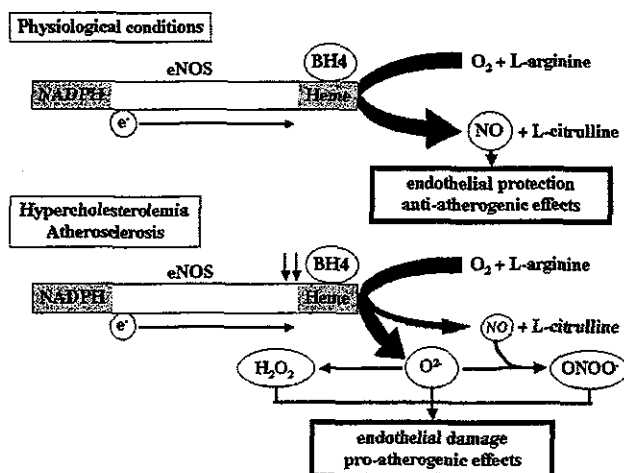 Physiological conditions
eNOS
BH4
O₂ + L-arginine
NADPH
Heme
e⁻
NO + L-citrulline
endothelial protection
anti-atherogenic effects
Hypercholesterolemia
Atherosclerosis
eNOS
↓↓ BH4
O₂ + L-arginine
NADPH
Heme
e⁻
NO + L-citrulline
H₂O₂
O²⁻
ONOO⁻
endothelial damage
pro-atherogenic effects